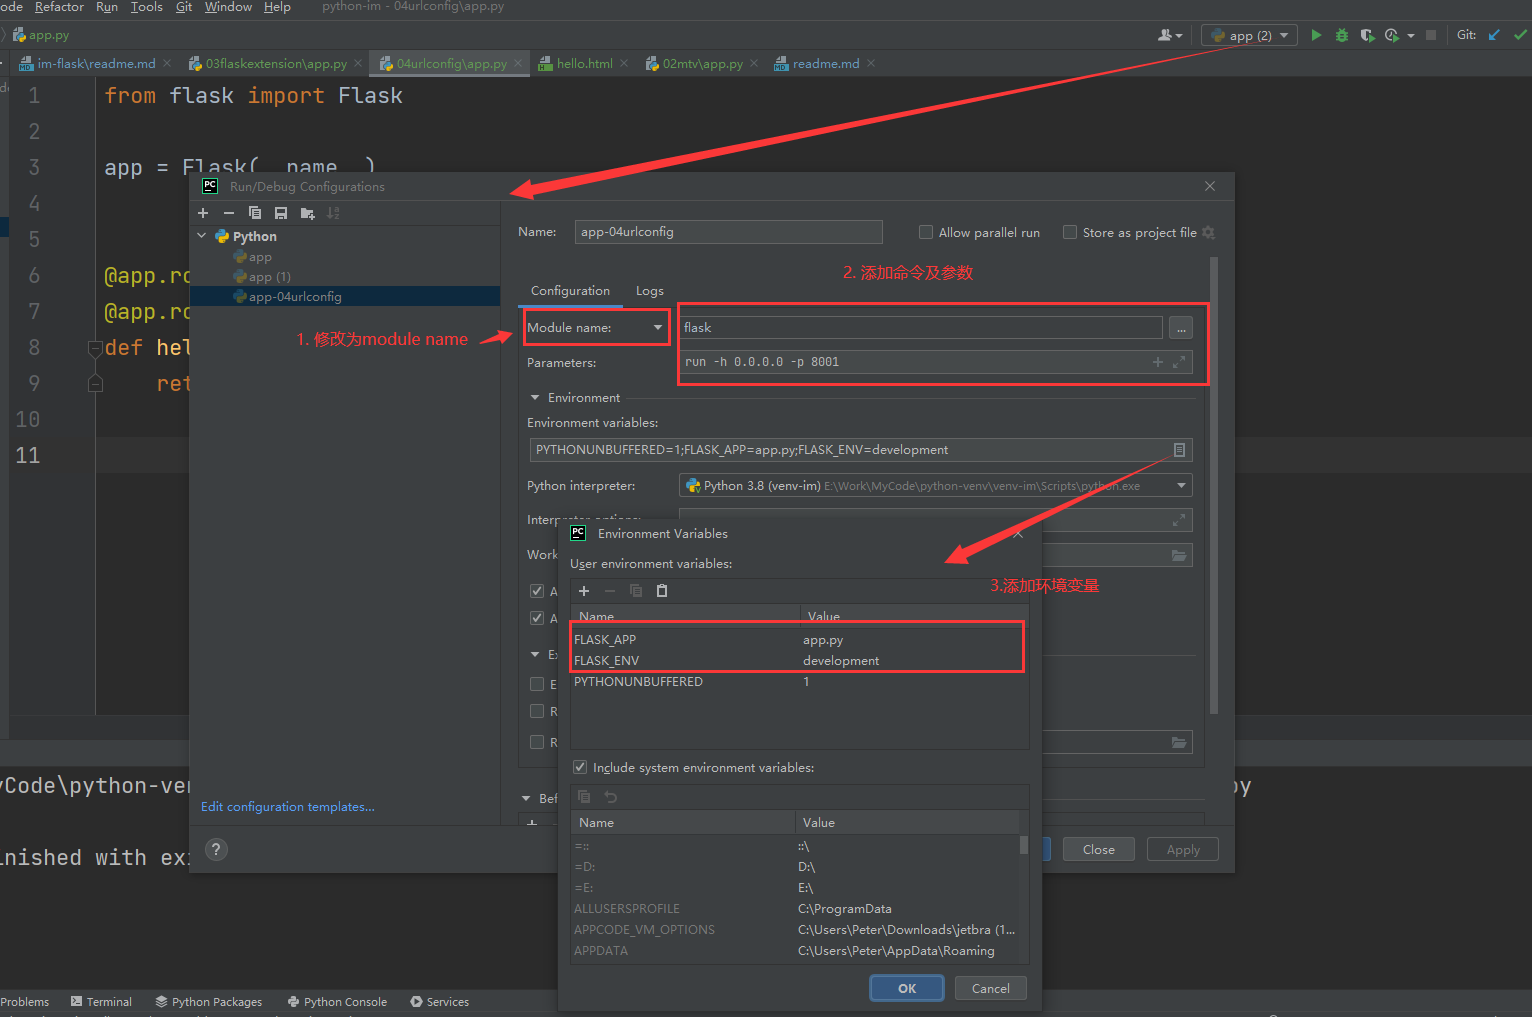 ode Refactor Run Tools Git Window Help python-im - 04urlconfig\app.py
app.py
app (2) Git:
im-flask\readme.md 03flaskextension\app.py 04urlconfig\app.py hello.html 02mtv\app.py readme.md
1 from flask import Flask
2
3 app = Flask(__name__)
4
5
6 @app.ro
7 @app.ro
8 def hel
9 ret
10
11
Run/Debug Configurations
Python
app
app (1)
app-04urlconfig
Name: app-04urlconfig Allow parallel run Store as project file
2. 添加命令及参数
Configuration Logs
1. 修改为module name
Module name: flask ...
Parameters: run -h 0.0.0.0 -p 8001
Environment
Environment variables:
PYTHONUNBUFFERED=1;FLASK_APP=app.py;FLASK_ENV=development
Python interpreter: Python 3.8 (venv-im) E:\Work\MyCode\python-venv\venv-im\Scripts\python.exe
Work
A
A
E
R
R
Bef
Environment Variables
User environment variables:
3.添加环境变量
Name Value
FLASK_APP app.py
FLASK_ENV development
PYTHONUNBUFFERED 1
Include system environment variables:
Name Value
=:: ::\
=D: D:\
=E: E:\
ALLUSERSPROFILE C:\ProgramData
APPCODE_VM_OPTIONS C:\Users\Peter\Downloads\jetbra (1...
APPDATA C:\Users\Peter\AppData\Roaming
OK Cancel
Edit configuration templates...
? Close Apply
yCode\python-ve
py
nished with exi
Problems Terminal Python Packages Python Console Services